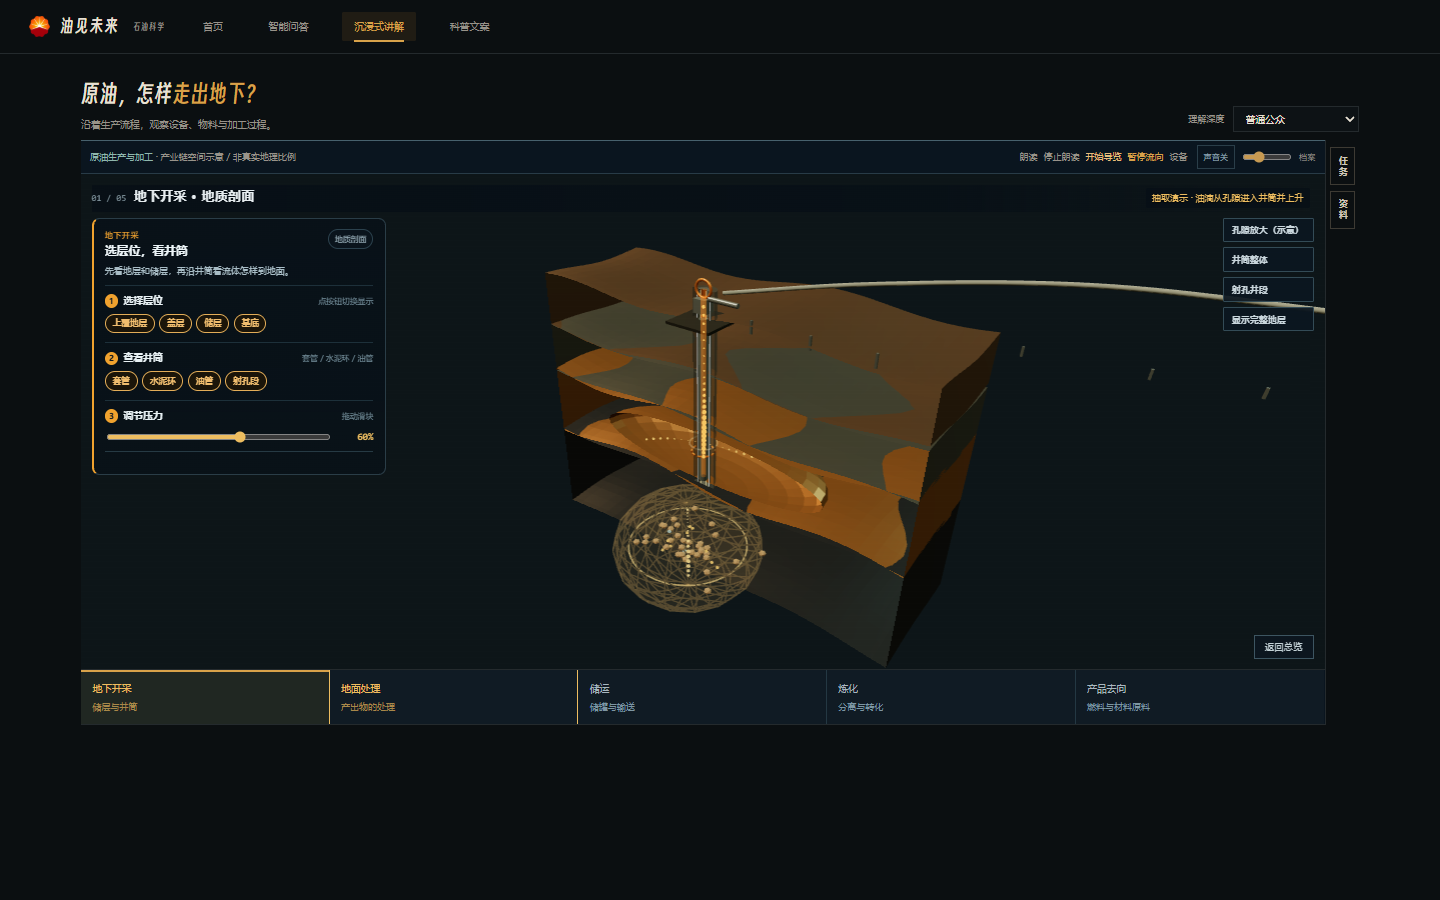 油见未来 石油科学 首页 智能问答 沉浸式讲解 科普文案
原油，怎样走出地下？
沿着生产流程，观察设备、物料与加工过程。
理解深度 普通公众
原油生产与加工 · 产业链空间示意 / 非真实地理比例
朗读 停止朗读 开始导览 暂停流向 设备 声音关 档案
任务
资料
01 / 05 地下开采 • 地质剖面
抽取演示 · 油滴从孔隙进入井筒并上升
地下开采
选层位，看井筒
地质剖面
先看地层和储层，再沿井筒看流体怎样到地面。
1 选择层位 点按钮切换显示
上覆地层 盖层 储层 基底
2 查看井筒 套管 / 水泥环 / 油管
套管 水泥环 油管 射孔段
3 调节压力 拖动滑块
60%
孔隙放大（示意）
井筒整体
射孔井段
显示完整地层
返回总览
地下开采
储层与井筒
地面处理
产出物的处理
储运
储罐与输送
炼化
分离与转化
产品去向
燃料与材料原料